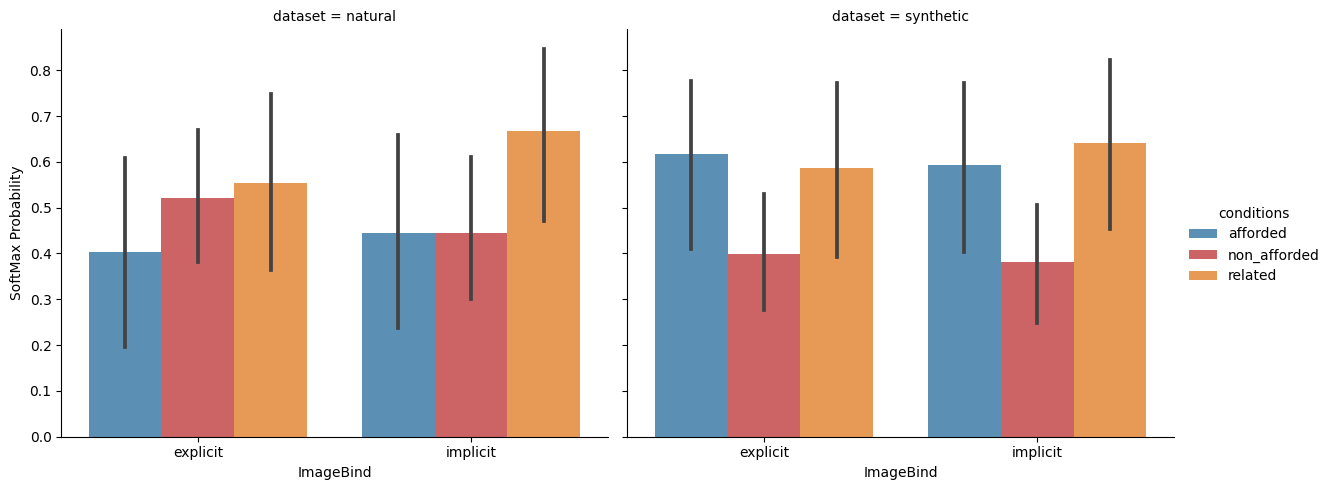 dataset = natural
dataset = synthetic
SoftMax Probability
0.8
0.7
0.6
0.5
0.4
0.3
0.2
0.1
0.0
explicit
implicit
ImageBind
explicit
implicit
ImageBind
conditions
afforded
non_afforded
related